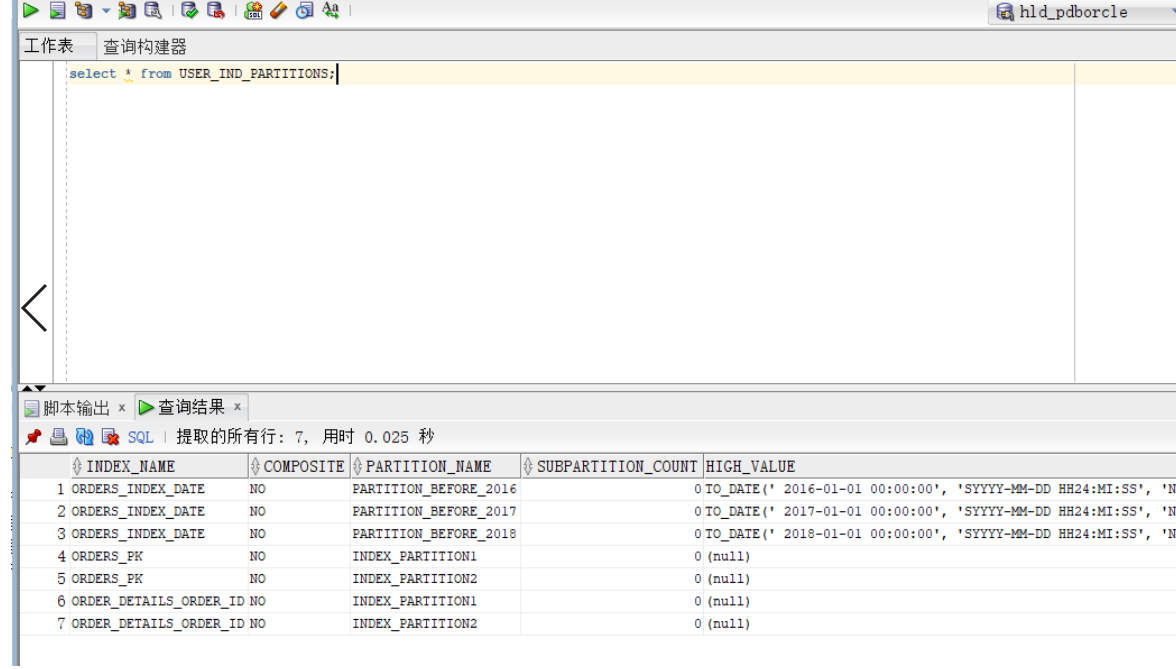 hld_pdborcle
工作表 查询构建器
select * from USER_IND_PARTITIONS;
脚本输出 x 查询结果 x
SQL | 提取的所有行: 7, 用时 0.025 秒
INDEX_NAME COMPOSITE PARTITION_NAME SUBPARTITION_COUNT HIGH_VALUE
1 ORDERS_INDEX_DATE NO PARTITION_BEFORE_2016 0 TO_DATE(' 2016-01-01 00:00:00', 'SYYYY-MM-DD HH24:MI:SS', 'N
2 ORDERS_INDEX_DATE NO PARTITION_BEFORE_2017 0 TO_DATE(' 2017-01-01 00:00:00', 'SYYYY-MM-DD HH24:MI:SS', 'N
3 ORDERS_INDEX_DATE NO PARTITION_BEFORE_2018 0 TO_DATE(' 2018-01-01 00:00:00', 'SYYYY-MM-DD HH24:MI:SS', 'N
4 ORDERS_PK NO INDEX_PARTITION1 0 (null)
5 ORDERS_PK NO INDEX_PARTITION2 0 (null)
6 ORDER_DETAILS_ORDER_ID NO INDEX_PARTITION1 0 (null)
7 ORDER_DETAILS_ORDER_ID NO INDEX_PARTITION2 0 (null)